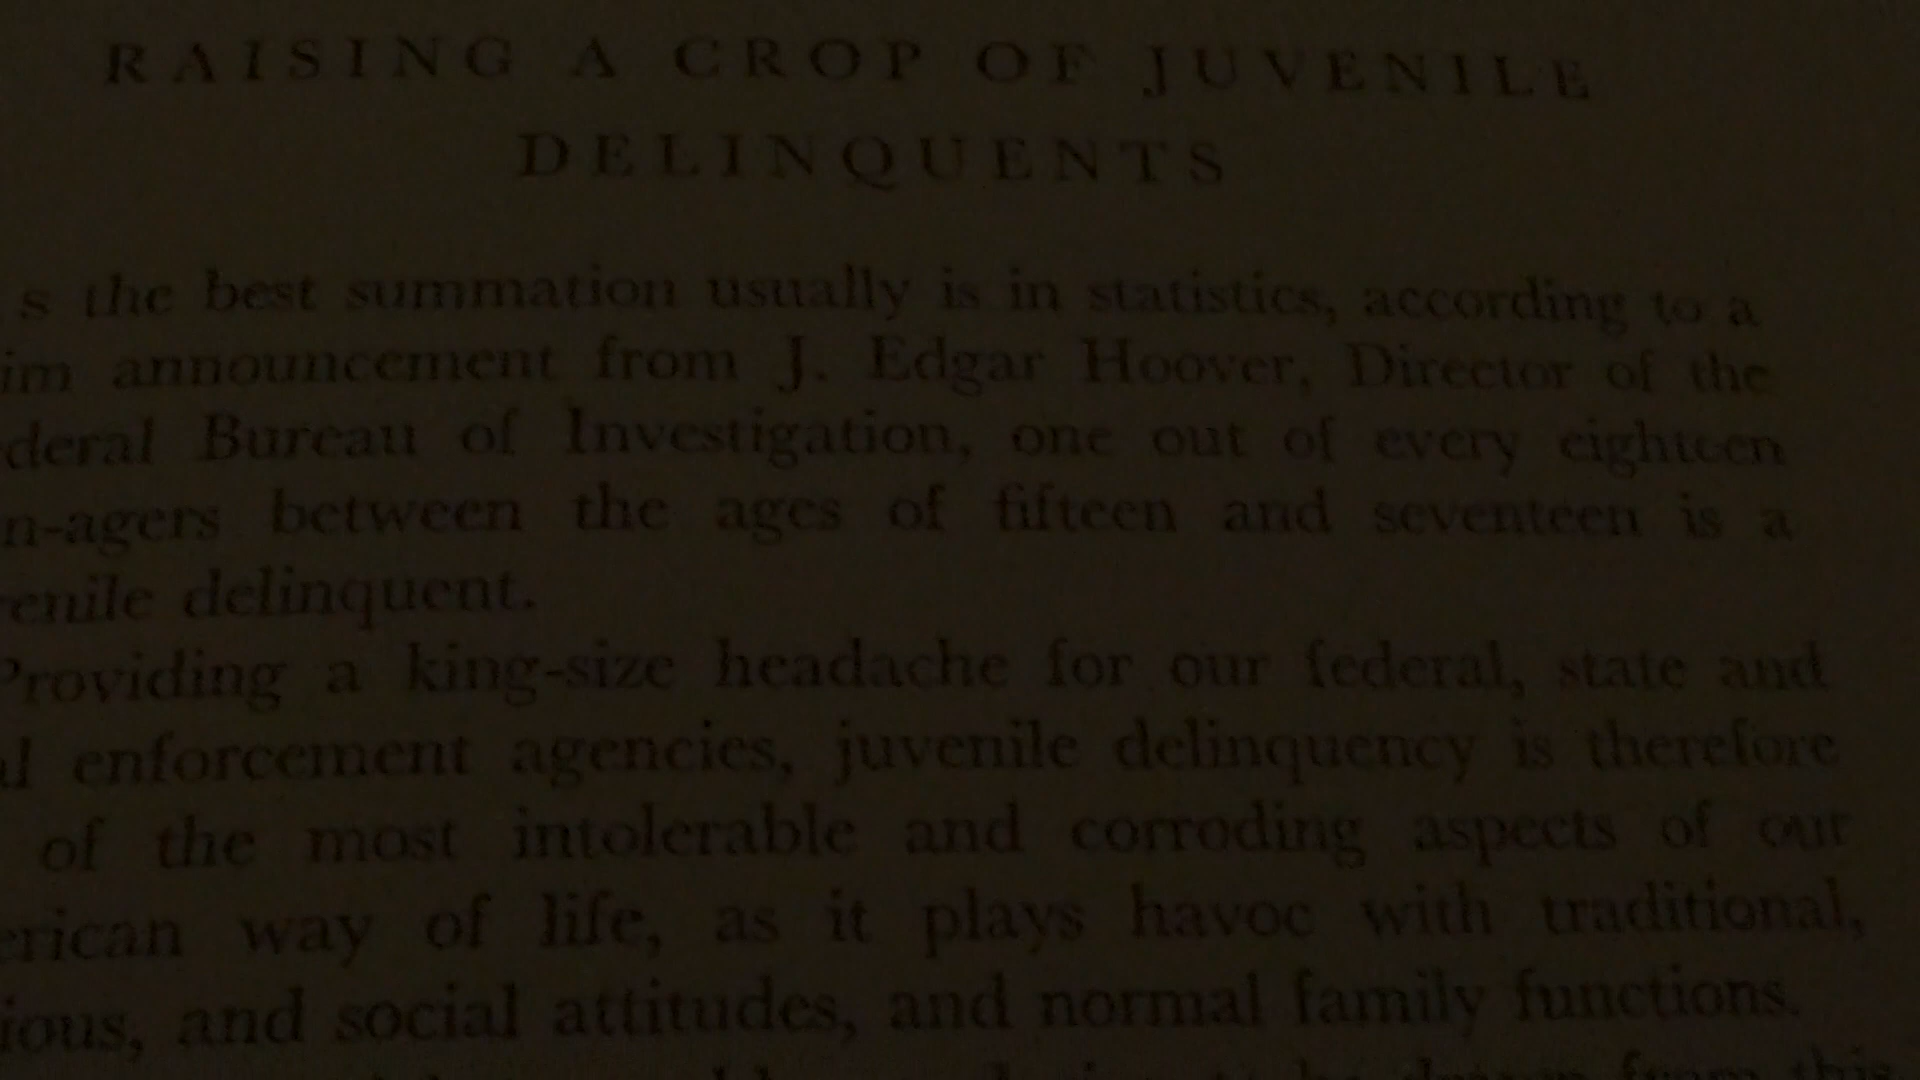 RAISING A CROP OF JUVENILE
DELINQUENTS
s the best summation usually is in statistics, according to a
im announcement from J. Edgar Hoover, Director of the
deral Bureau of Investigation, one out of every eighteen
n-agers between the ages of fifteen and seventeen is a
enile delinquent.
Providing a king-size headache for our federal, state and
l enforcement agencies, juvenile delinquency is therefore
of the most intolerable and corroding aspects of our
erican way of life, as it plays havoc with traditional,
ious, and social attitudes, and normal family functions.
from this